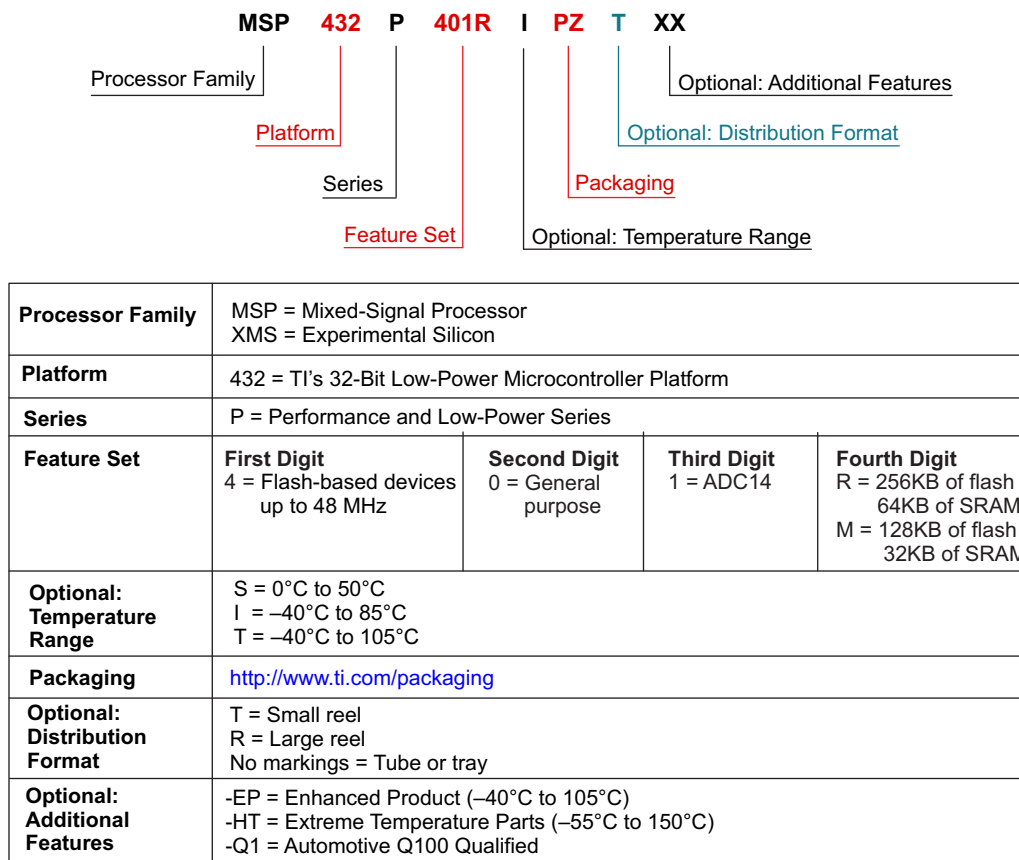 MSP 432 P 401R I PZ T XX
Processor Family
Optional: Additional Features
Platform
Optional: Distribution Format
Series
Packaging
Feature Set
Optional: Temperature Range
Processor Family
MSP = Mixed-Signal Processor
XMS = Experimental Silicon
Platform
432 = TI’s 32-Bit Low-Power Microcontroller Platform
Series
P = Performance and Low-Power Series
Feature Set
First Digit
4 = Flash-based devices
up to 48 MHz
Second Digit
0 = General
purpose
Third Digit
1 = ADC14
Fourth Digit
R = 256KB of flash
64KB of SRAM
M = 128KB of flash
32KB of SRAM
Optional:
Temperature
Range
S = 0°C to 50°C
I = –40°C to 85°C
T = –40°C to 105°C
Packaging
http://www.ti.com/packaging
Optional:
Distribution
Format
T = Small reel
R = Large reel
No markings = Tube or tray
Optional:
Additional
Features
-EP = Enhanced Product (–40°C to 105°C)
-HT = Extreme Temperature Parts (–55°C to 150°C)
-Q1 = Automotive Q100 Qualified